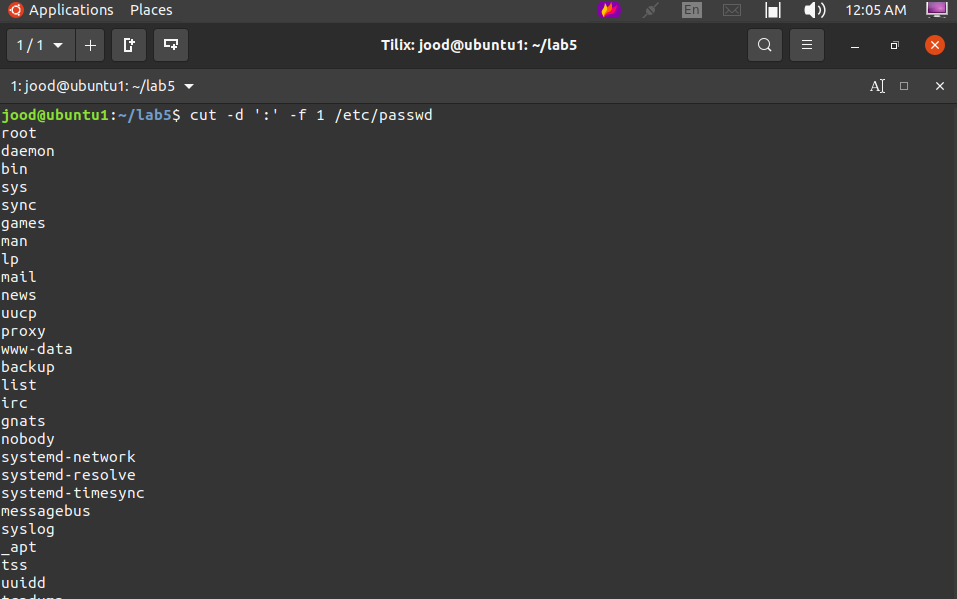 Applications Places En 12:05 AM
1 / 1 Tilix: jood@ubuntu1: ~/lab5
1: jood@ubuntu1: ~/lab5
jood@ubuntu1:~/lab5$ cut -d ':' -f 1 /etc/passwd
root
daemon
bin
sys
sync
games
man
lp
mail
news
uucp
proxy
www-data
backup
list
irc
gnats
nobody
systemd-network
systemd-resolve
systemd-timesync
messagebus
syslog
_apt
tss
uuidd